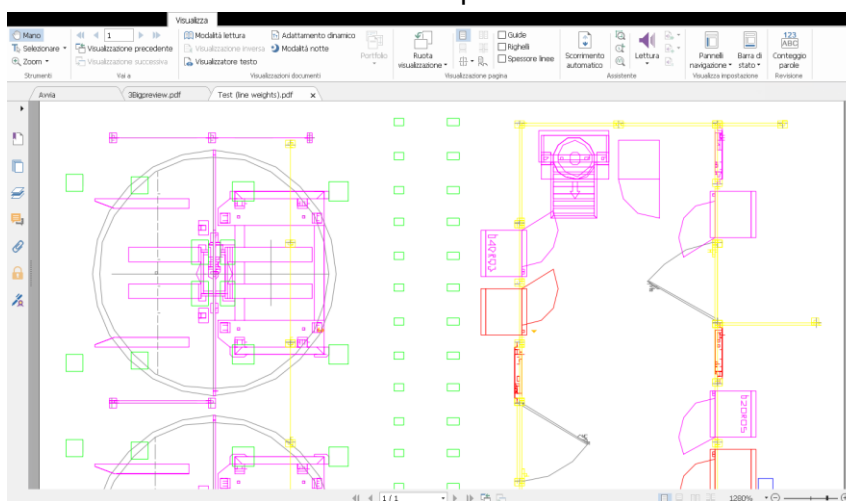 Visualizza
Mano
Selezionare
Zoom
Strumenti
1
Visualizzazione precedente
Visualizzazione successiva
Vai a
Modalità lettura
Visualizzazione inversa
Visualizzatore testo
Adattamento dinamico
Modalità notte
Visualizzazioni documenti
Portfolio
Ruota
visualizzazione
Guide
Righelli
Spessore linee
Visualizzazione pagina
Scorrimento
automatico
Lettura
Assistente
Pannelli
navigazione
Barra di
stato
Visualizza impostazione
123
ABC
Conteggio
parole
Revisione
Avvia
3Bigpreview.pdf
Test (line weights).pdf
x
1 / 1
1280%